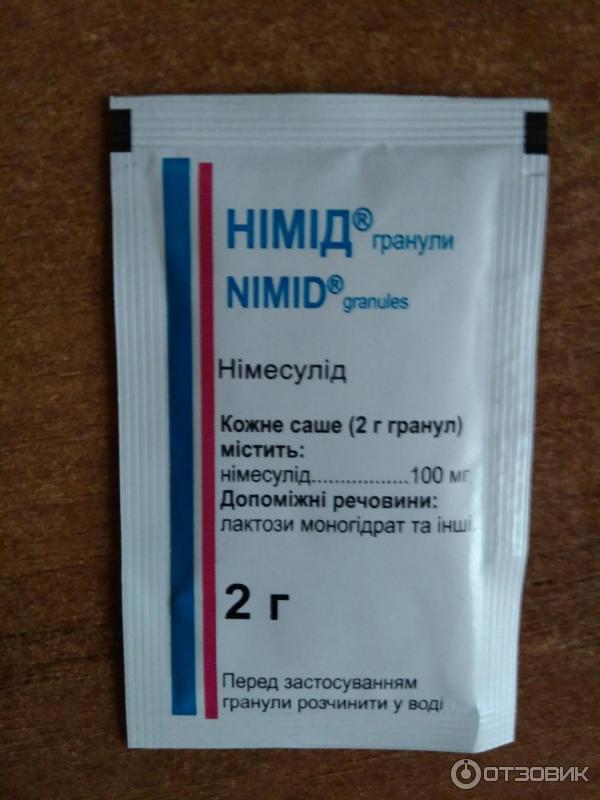 НІМІД® гранули
NIMID® granules
Німесулід
Кожне саше (2 г гранул)
містить:
німесулід.................100 мг
Допоміжні речовини:
лактози моногідрат та інші.
2 г
Перед застосуванням
гранули розчинити у воді
ОТЗОВИК